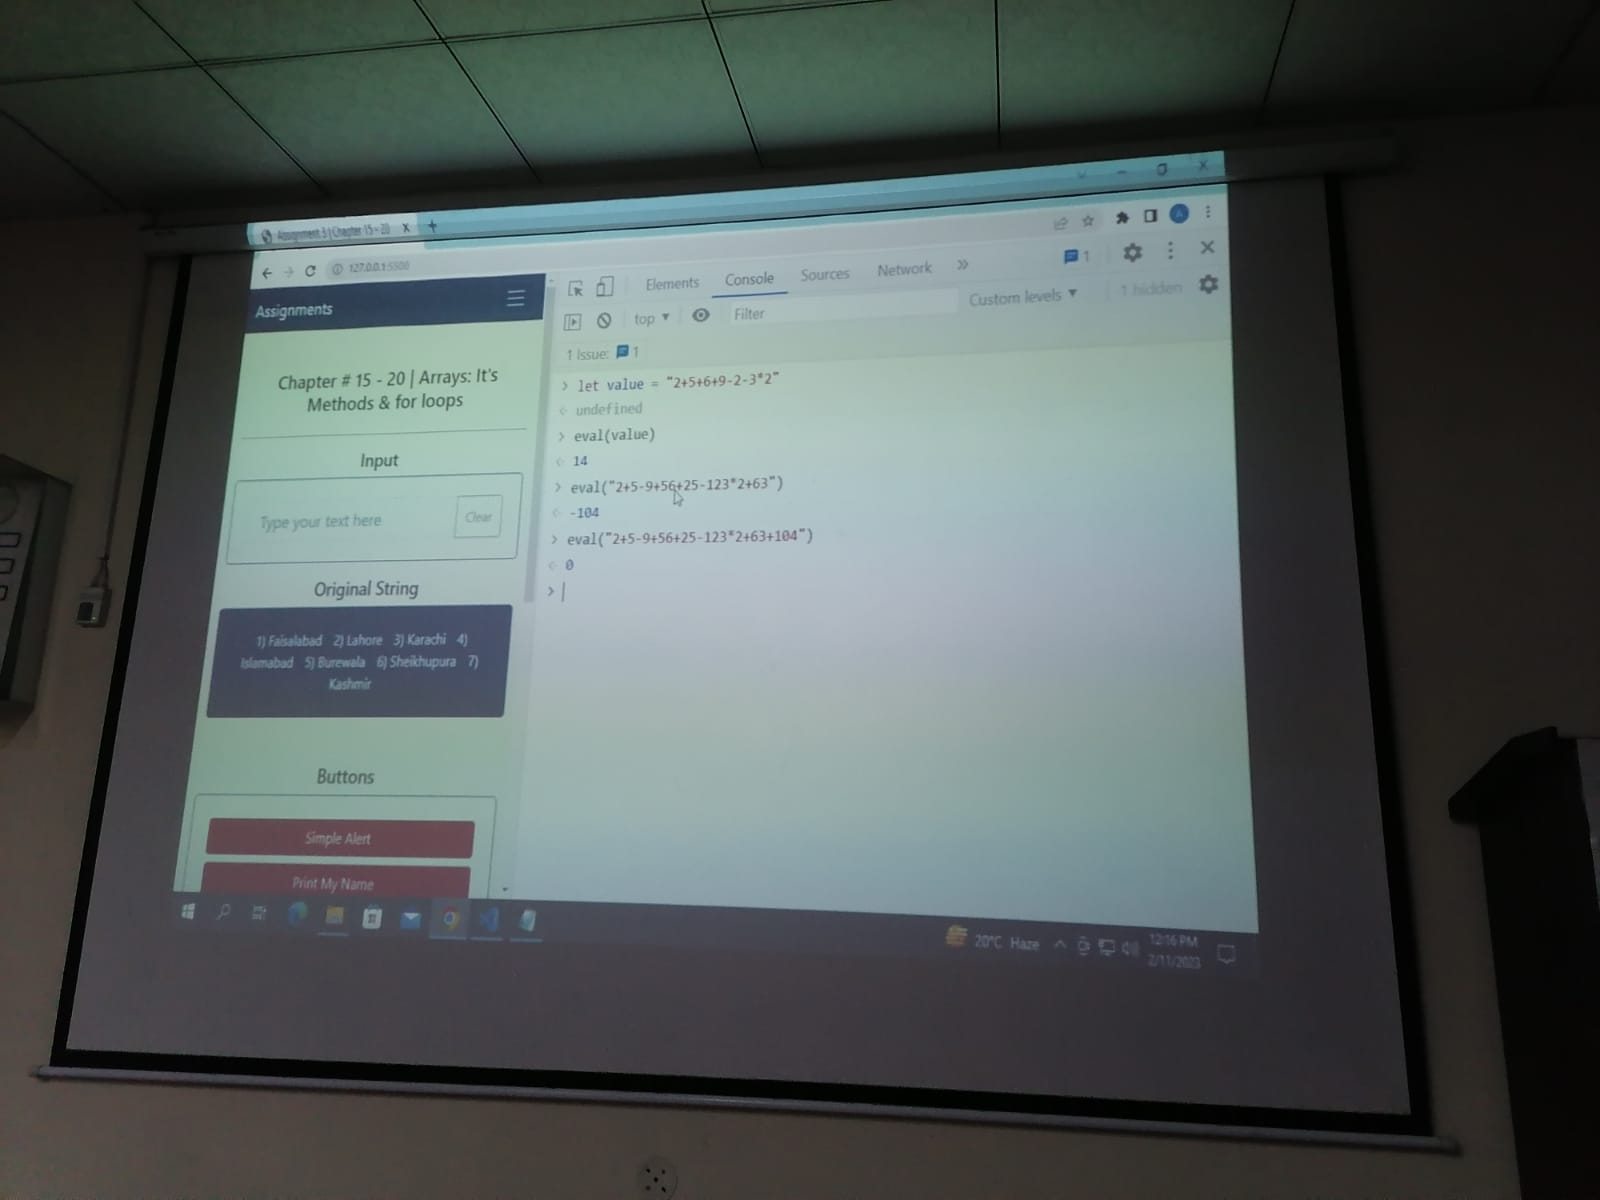 Assignment 3 | Chapter 15 - 20
127.0.0.1:5500
Assignments
Chapter # 15 - 20 | Arrays: It's
Methods & for loops
Input
Type your text here
Clear
Original String
1) Faisalabad 2) Lahore 3) Karachi 4)
Islamabad 5) Burewala 6) Sheikhupura 7)
Kashmir
Buttons
Simple Alert
Print My Name
Elements Console Sources Network » 1
top Filter Custom levels 1 hidden
1 Issue: 1
> let value = "2+5+6+9-2-3*2"
< undefined
> eval(value)
< 14
> eval("2+5-9+56+25-123*2+63")
< -104
> eval("2+5-9+56+25-123*2+63+104")
< 0
>
20°C Haze
12:16 PM
2/11/2023